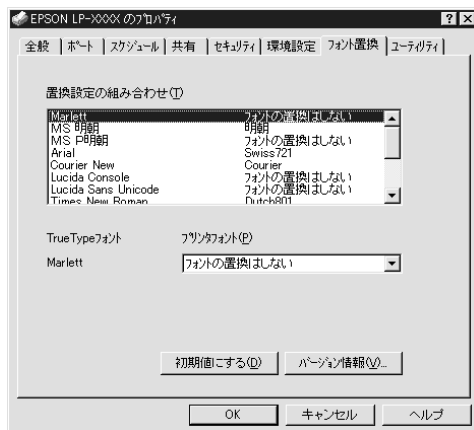 EPSON LP-XXXX のプロパティ
全般 ポート スケジュール 共有 セキュリティ 環境設定 フォント置換 ユーティリティ
置換設定の組み合わせ(T)
Marlett フォントの置換はしない
MS 明朝 明朝
MS P明朝 フォントの置換はしない
Arial Swiss721
Courier New Courier
Lucida Console フォントの置換はしない
Lucida Sans Unicode フォントの置換はしない
Times New Roman Dutch801
TrueTypeフォント プリンタフォント(P)
Marlett フォントの置換はしない
初期値にする(D) バージョン情報(V)...
OK キャンセル ヘルプ